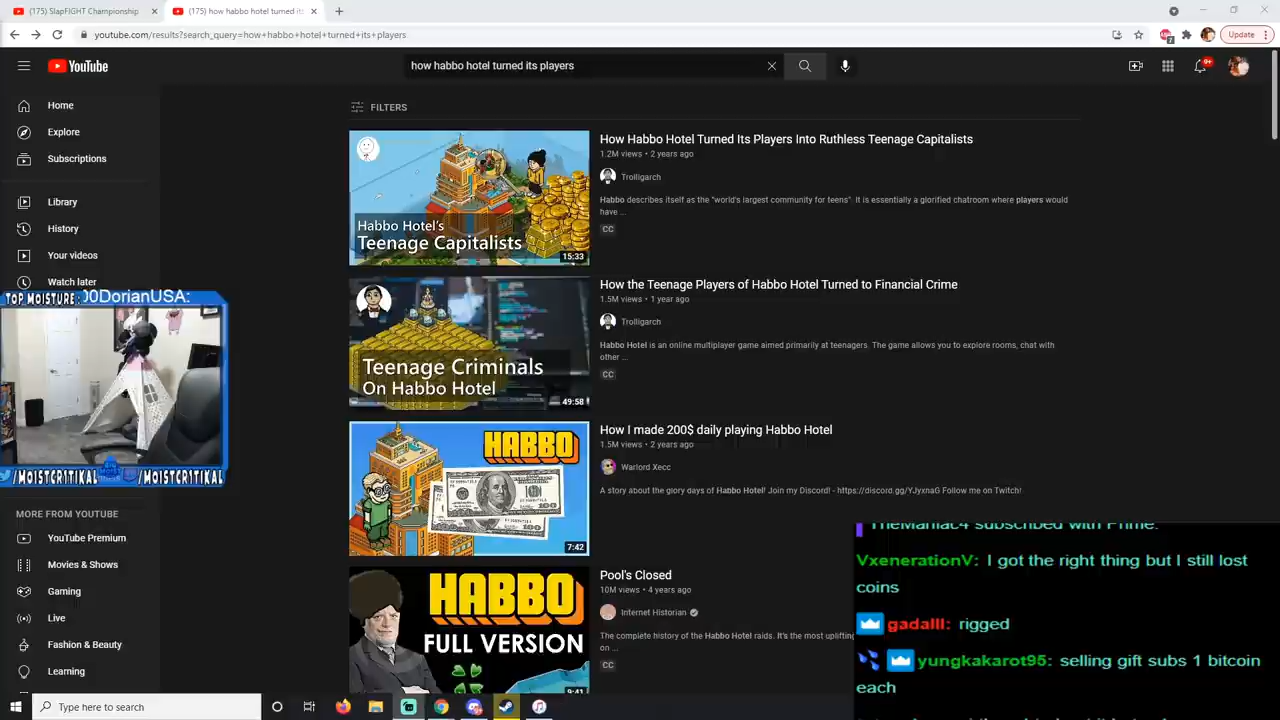 (175) SlapFIGHT Championship
(175) how habbo hotel turned its
youtube.com/results?search_query=how+habbo+hotel+turned+its+players
Update
YouTube
how habbo hotel turned its players
9+
Home
Explore
Subscriptions
Library
History
Your videos
Watch later
TOP MOISTURE:
00DorianUSA:
/MOISTCRITIKAL
/MOISTCRITIKAL
MORE FROM YOUTUBE
YouTube Premium
Movies & Shows
Gaming
Live
Fashion & Beauty
Learning
FILTERS
Habbo Hotel's
Teenage Capitalists
15:33
How Habbo Hotel Turned Its Players Into Ruthless Teenage Capitalists
1.2M views • 2 years ago
Trolligarch
Habbo describes itself as the "world's largest community for teens". It is essentially a glorified chatroom where players would
have ...
CC
Teenage Criminals
On Habbo Hotel
49:58
How the Teenage Players of Habbo Hotel Turned to Financial Crime
1.5M views • 1 year ago
Trolligarch
Habbo Hotel is an online multiplayer game aimed primarily at teenagers. The game allows you to explore rooms, chat with
other ...
CC
HABBO
100
100
7:42
How I made 200$ daily playing Habbo Hotel
1.5M views • 2 years ago
Warlord Xecc
A story about the glory days of Habbo Hotel! Join my Discord! - https://discord.gg/YJyxnaG Follow me on Twitch!
HABBO
FULL VERSION
9:41
Pool's Closed
10M views • 4 years ago
Internet Historian
The complete history of the Habbo Hotel raids. It's the most uplifting
on ...
CC
TheManiac4 subscribed with Prime.
VxenerationV: I got the right thing but I still lost
coins
gadalll: rigged
yungkakarot95: selling gift subs 1 bitcoin
each
Type here to search